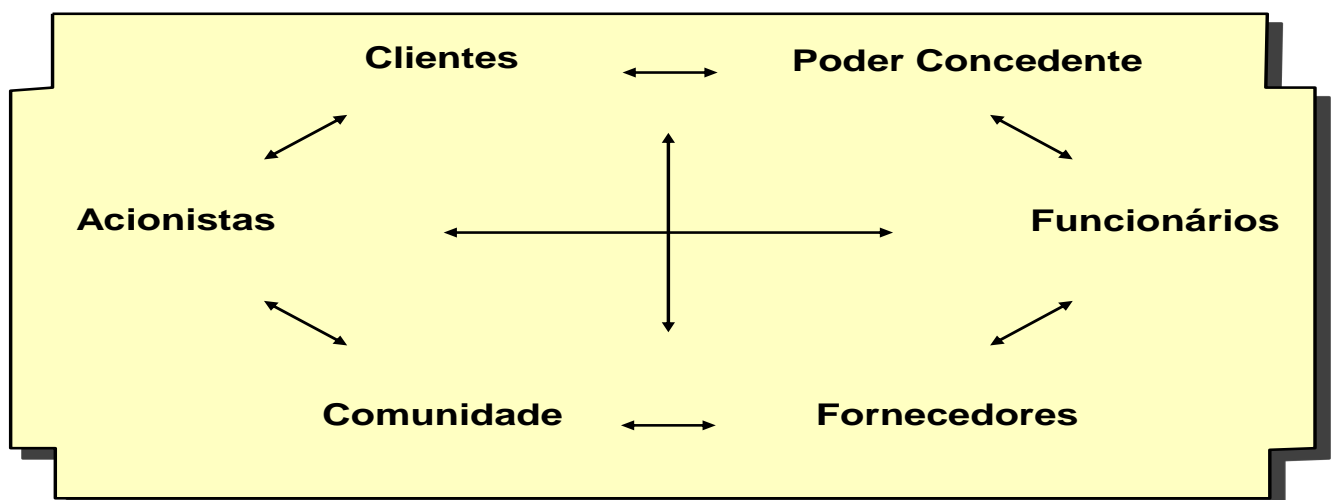 Clientes
Poder Concedente
Acionistas
Funcionários
Comunidade
Fornecedores